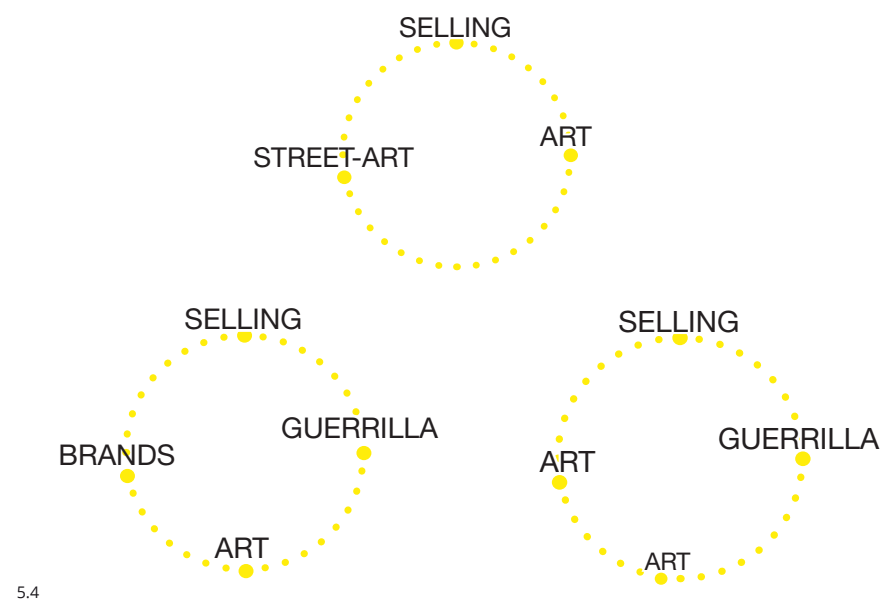 SELLING
ART
STREET-ART
SELLING
GUERRILLA
BRANDS
ART
SELLING
GUERRILLA
ART
ART
5.4